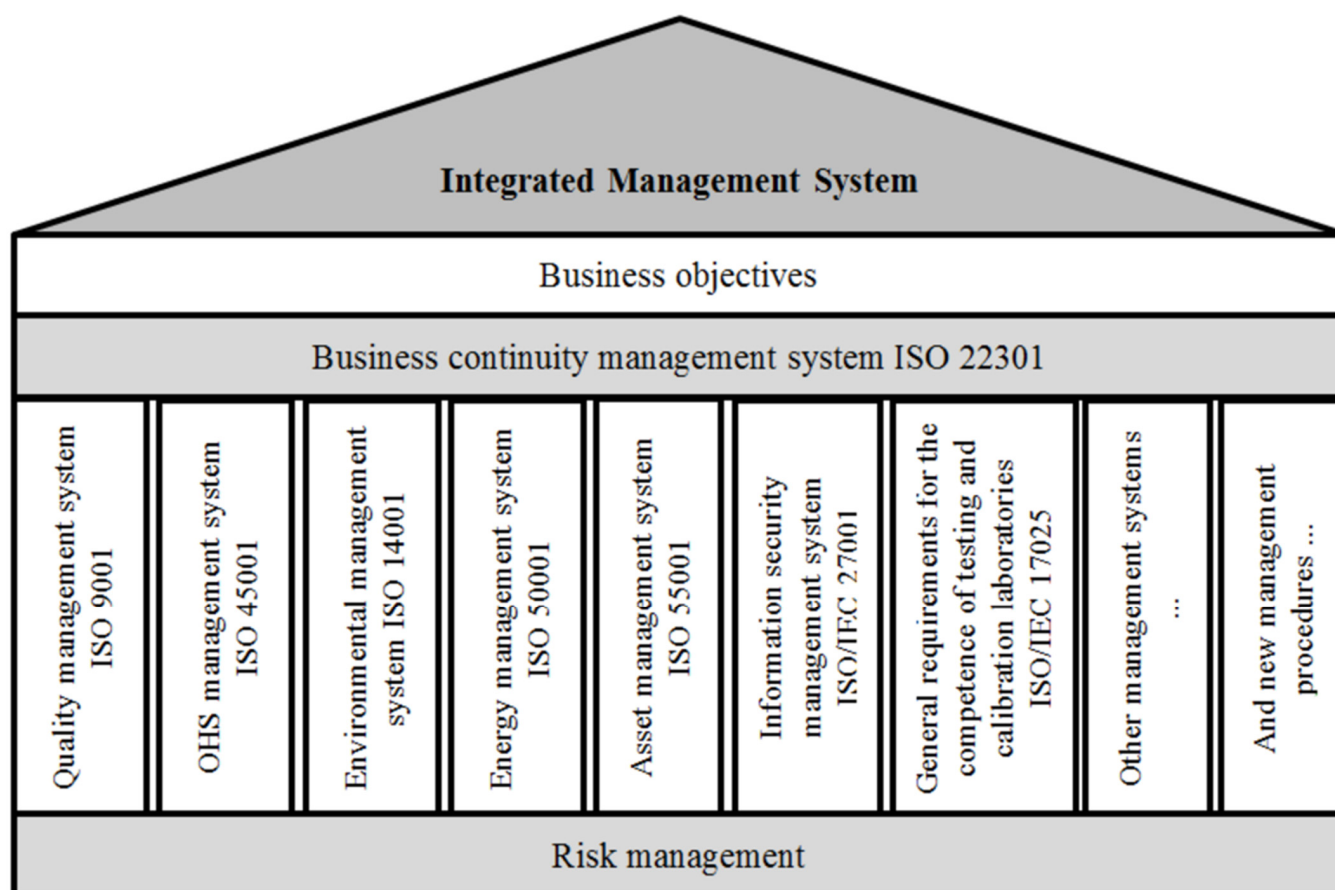 Integrated Management System
Business objectives
Business continuity management system ISO 22301
Quality management system
ISO 9001
OHS management system
ISO 45001
Environmental management
system ISO 14001
Energy management system
ISO 50001
Asset management system
ISO 55001
Information security
management system
ISO/IEC 27001
General requirements for the
competence of testing and
calibration laboratories
ISO/IEC 17025
Other management systems
...
And new management
procedures ...
Risk management